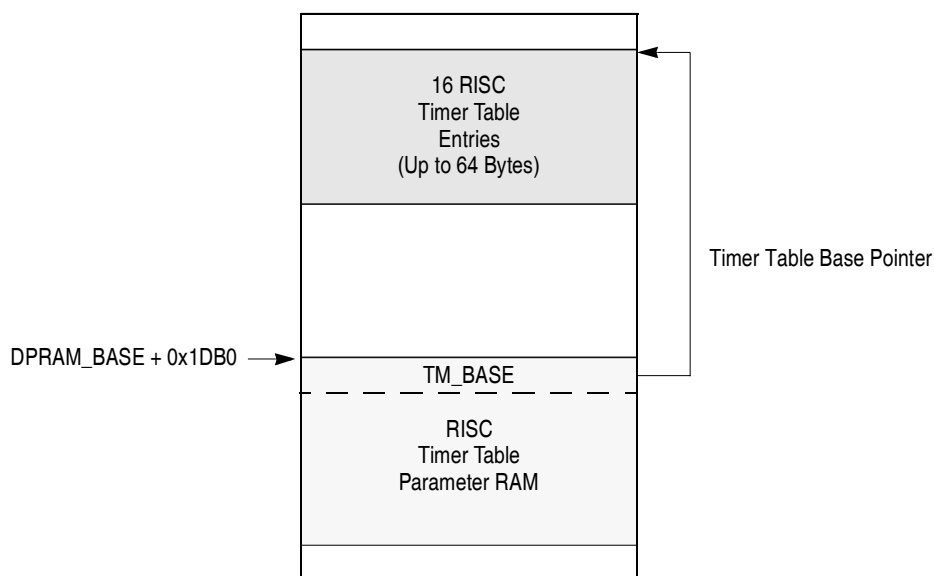 16 RISC
Timer Table
Entries
(Up to 64 Bytes)
Timer Table Base Pointer
DPRAM_BASE + 0x1DB0
TM_BASE
RISC
Timer Table
Parameter RAM